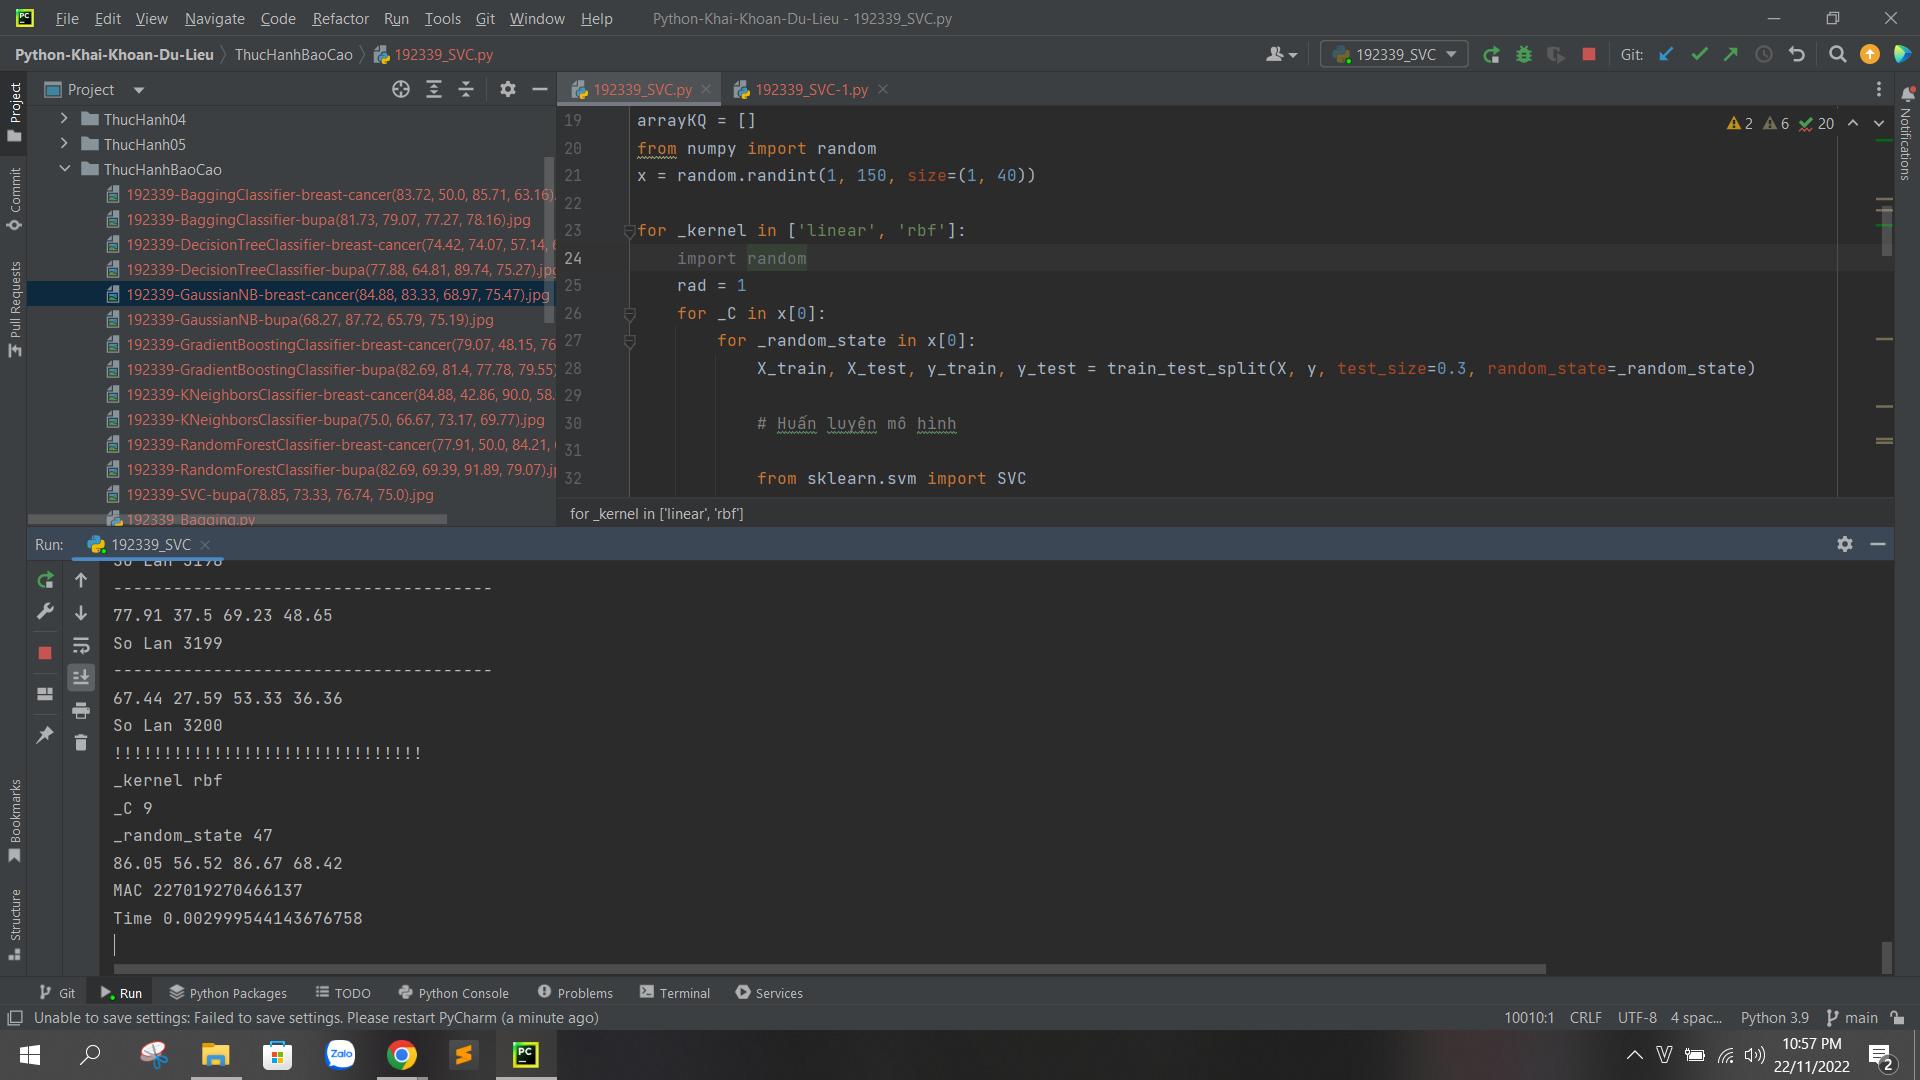 File Edit View Navigate Code Refactor Run Tools Git Window Help Python-Khai-Khoan-Du-Lieu - 192339_SVC.py
Python-Khai-Khoan-Du-Lieu ThucHanhBaoCao 192339_SVC.py
192339_SVC Git:
Project
192339_SVC.py 192339_SVC-1.py
ThucHanh04
ThucHanh05
ThucHanhBaoCao
192339-BaggingClassifier-breast-cancer(83.72, 50.0, 85.71, 63.16)
192339-BaggingClassifier-bupa(81.73, 79.07, 77.27, 78.16).jpg
192339-DecisionTreeClassifier-breast-cancer(74.42, 74.07, 57.14,
192339-DecisionTreeClassifier-bupa(77.88, 64.81, 89.74, 75.27).jpg
192339-GaussianNB-breast-cancer(84.88, 83.33, 68.97, 75.47).jpg
192339-GaussianNB-bupa(68.27, 87.72, 65.79, 75.19).jpg
192339-GradientBoostingClassifier-breast-cancer(79.07, 48.15, 76
192339-GradientBoostingClassifier-bupa(82.69, 81.4, 77.78, 79.55)
192339-KNeighborsClassifier-breast-cancer(84.88, 42.86, 90.0, 58.
192339-KNeighborsClassifier-bupa(75.0, 66.67, 73.17, 69.77).jpg
192339-RandomForestClassifier-breast-cancer(77.91, 50.0, 84.21,
192339-RandomForestClassifier-bupa(82.69, 69.39, 91.89, 79.07).j
192339-SVC-bupa(78.85, 73.33, 76.74, 75.0).jpg
192339_Bagging.py
19 arrayKQ = []
20 from numpy import random
21 x = random.randint(1, 150, size=(1, 40))
22
23 for _kernel in ['linear', 'rbf']:
24 import random
25 rad = 1
26 for _C in x[0]:
27 for _random_state in x[0]:
28 X_train, X_test, y_train, y_test = train_test_split(X, y, test_size=0.3, random_state=_random_state)
29
30 # Huấn luyện mô hình
31
32 from sklearn.svm import SVC
2 6 20
for _kernel in ['linear', 'rbf']
Run: 192339_SVC
So Lan 3198
--------------------------------------
77.91 37.5 69.23 48.65
So Lan 3199
--------------------------------------
67.44 27.59 53.33 36.36
So Lan 3200
!!!!!!!!!!!!!!!!!!!!!!!!!!!!!!!
_kernel rbf
_C 9
_random_state 47
86.05 56.52 86.67 68.42
MAC 227019270466137
Time 0.002999544143676758
Project
Commit
Pull Requests
Bookmarks
Structure
Notifications
Git Run Python Packages TODO Python Console Problems Terminal Services
Unable to save settings: Failed to save settings. Please restart PyCharm (a minute ago) 10010:1 CRLF UTF-8 4 spac... Python 3.9 main
Zalo
PC
V
10:57 PM
22/11/2022
2